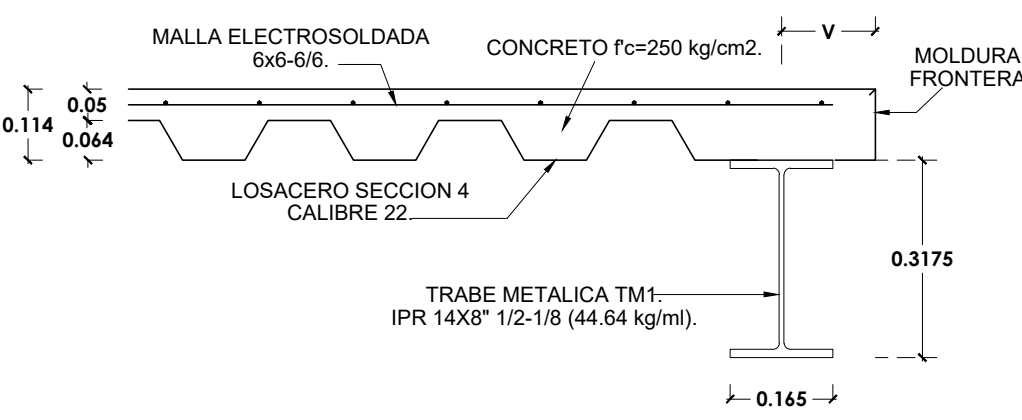 MALLA ELECTROSOLDADA
6x6-6/6.
CONCRETO f'c=250 kg/cm2.
V
MOLDURA
FRONTERA
0.05
0.114
0.064
LOSACERO SECCION 4
CALIBRE 22.
0.3175
TRABE METALICA TM1.
IPR 14X8" 1/2-1/8 (44.64 kg/ml).
0.165